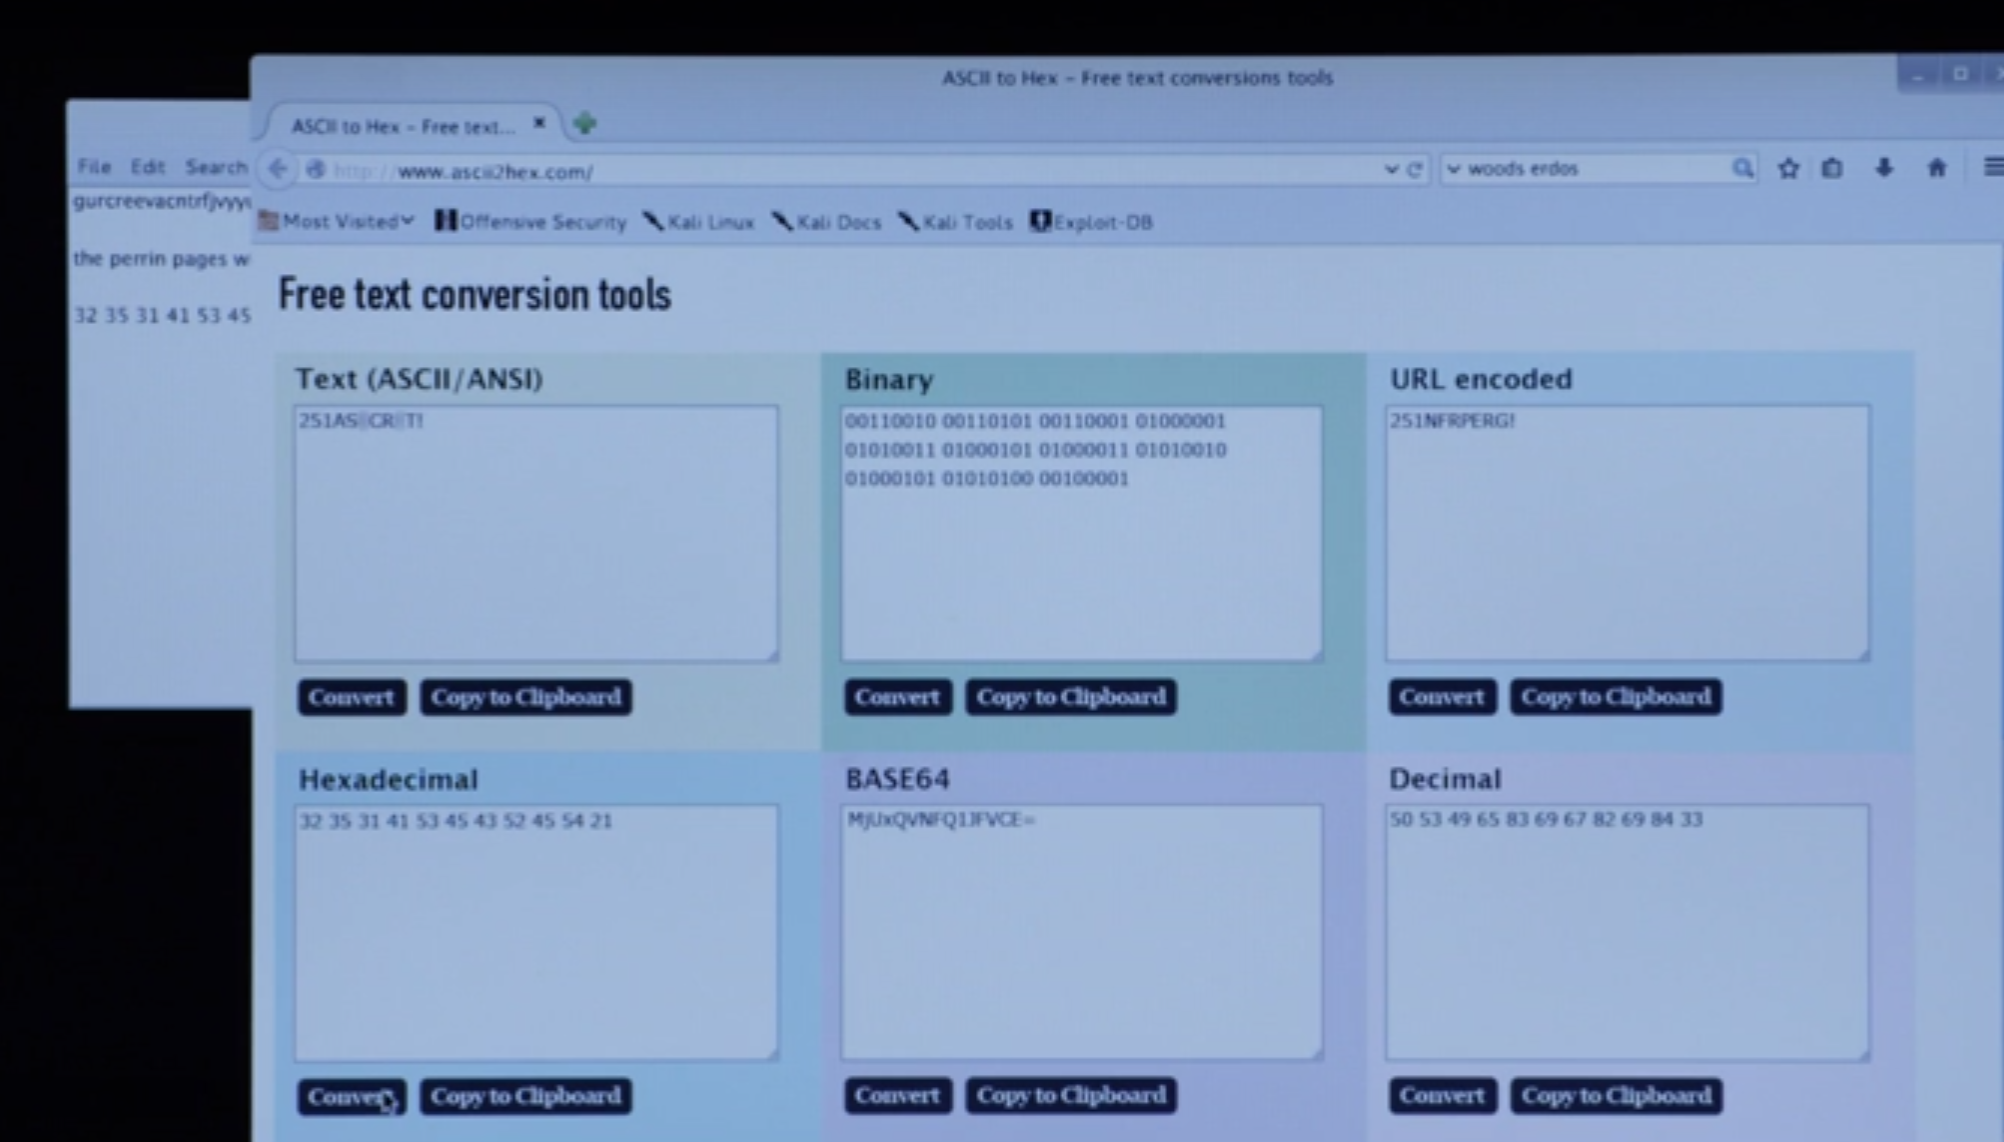 ASCII to Hex - Free text conversions tools
ASCII to Hex - Free text...
File Edit Search
http://www.ascii2hex.com/
woods erdos
gurcreevacntrfjvyy
Most Visited Offensive Security Kali Linux Kali Docs Kali Tools Exploit-DB
the perrin pages w
Free text conversion tools
32 35 31 41 53 45
Text (ASCII/ANSI)
251AS CR T!
Convert Copy to Clipboard
Binary
00110010 00110101 00110001 01000001
01010011 01000101 01000011 01010010
01000101 01010100 00100001
Convert Copy to Clipboard
URL encoded
251NFRPERG!
Convert Copy to Clipboard
Hexadecimal
32 35 31 41 53 45 43 52 45 54 21
Convert Copy to Clipboard
BASE64
MjUxQVNFQ1JFVCE=
Convert Copy to Clipboard
Decimal
50 53 49 65 83 69 67 82 69 84 33
Convert Copy to Clipboard